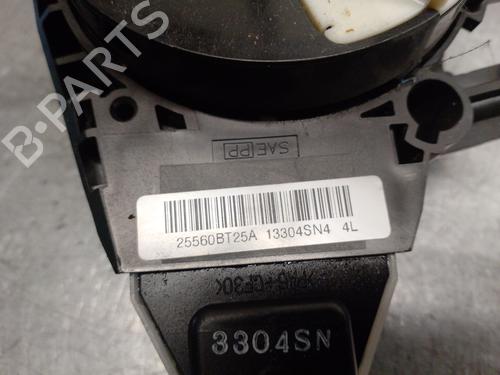 B-PARTS
SAE PP
25560BT25A 13304SN4 4L
3304SN